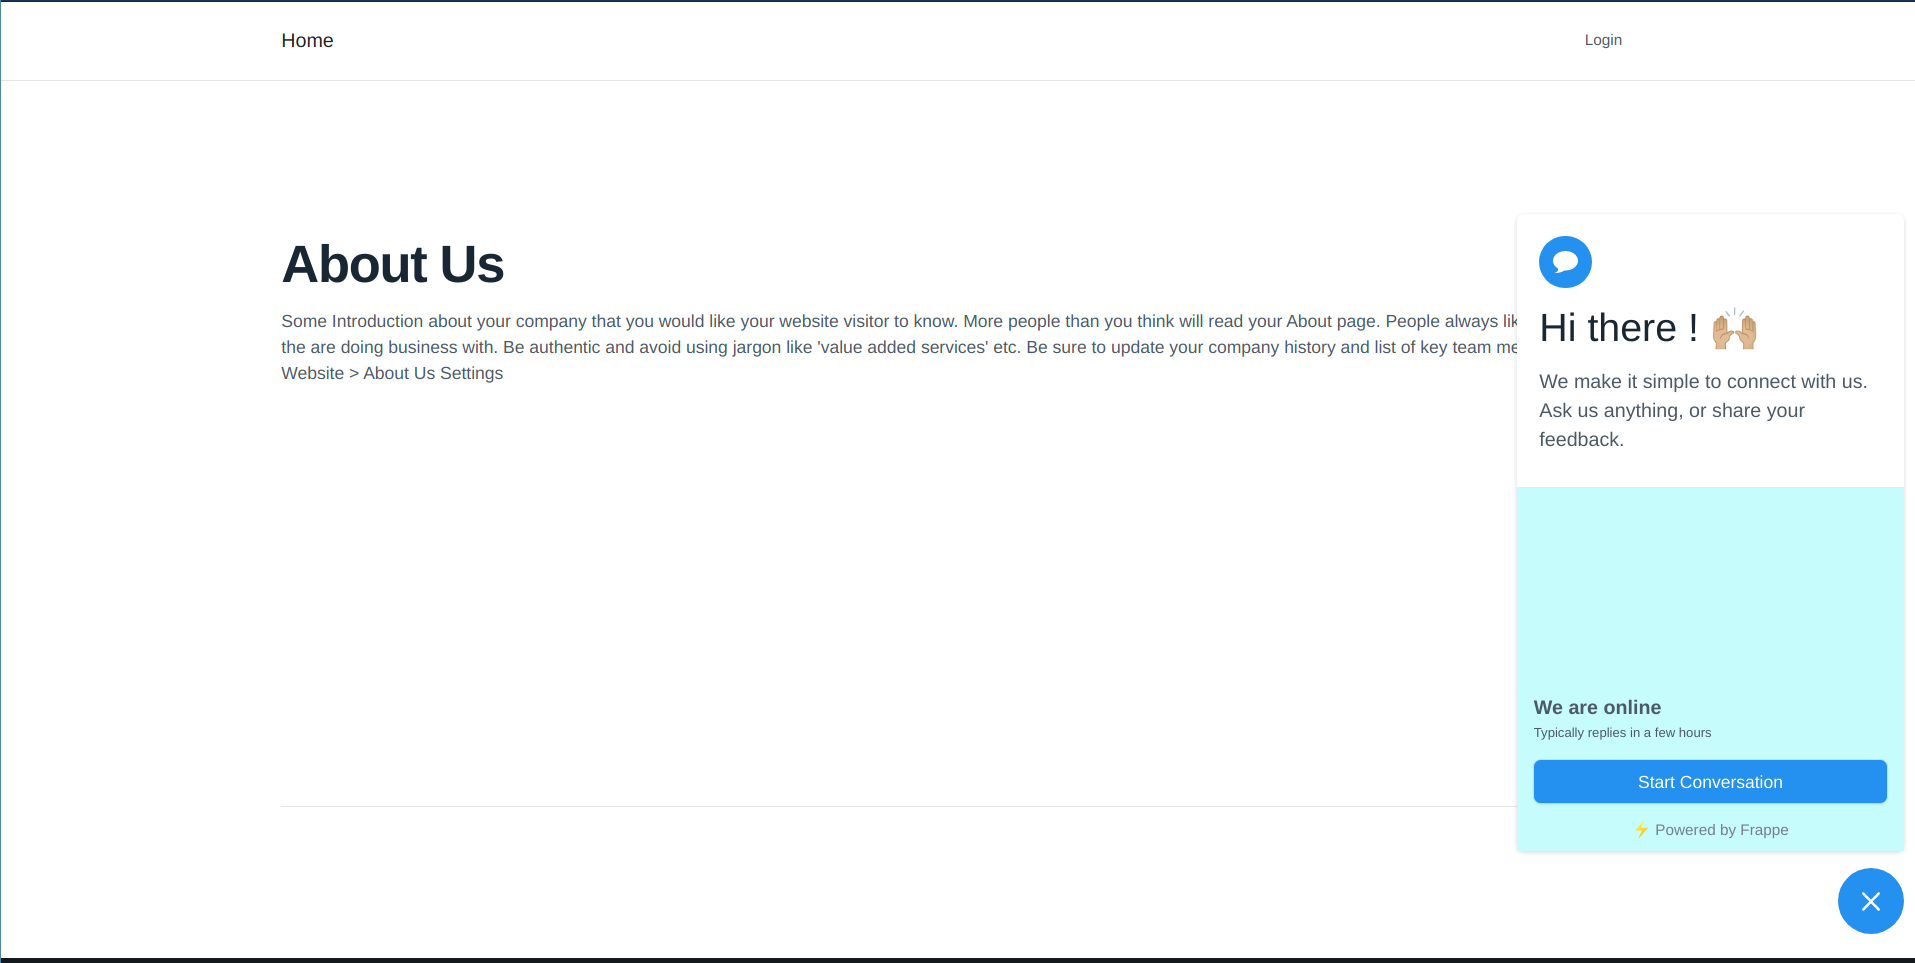 Home
Login
About Us
Some Introduction about your company that you would like your website visitor to know. More people than you think will read your About page. People always
the are doing business with. Be authentic and avoid using jargon like 'value added services' etc. Be sure to update your company history and list of key team
Website > About Us Settings
Hi there ! 🙌🏼
We make it simple to connect with us.
Ask us anything, or share your
feedback.
We are online
Typically replies in a few hours
Start Conversation
⚡ Powered by Frappe